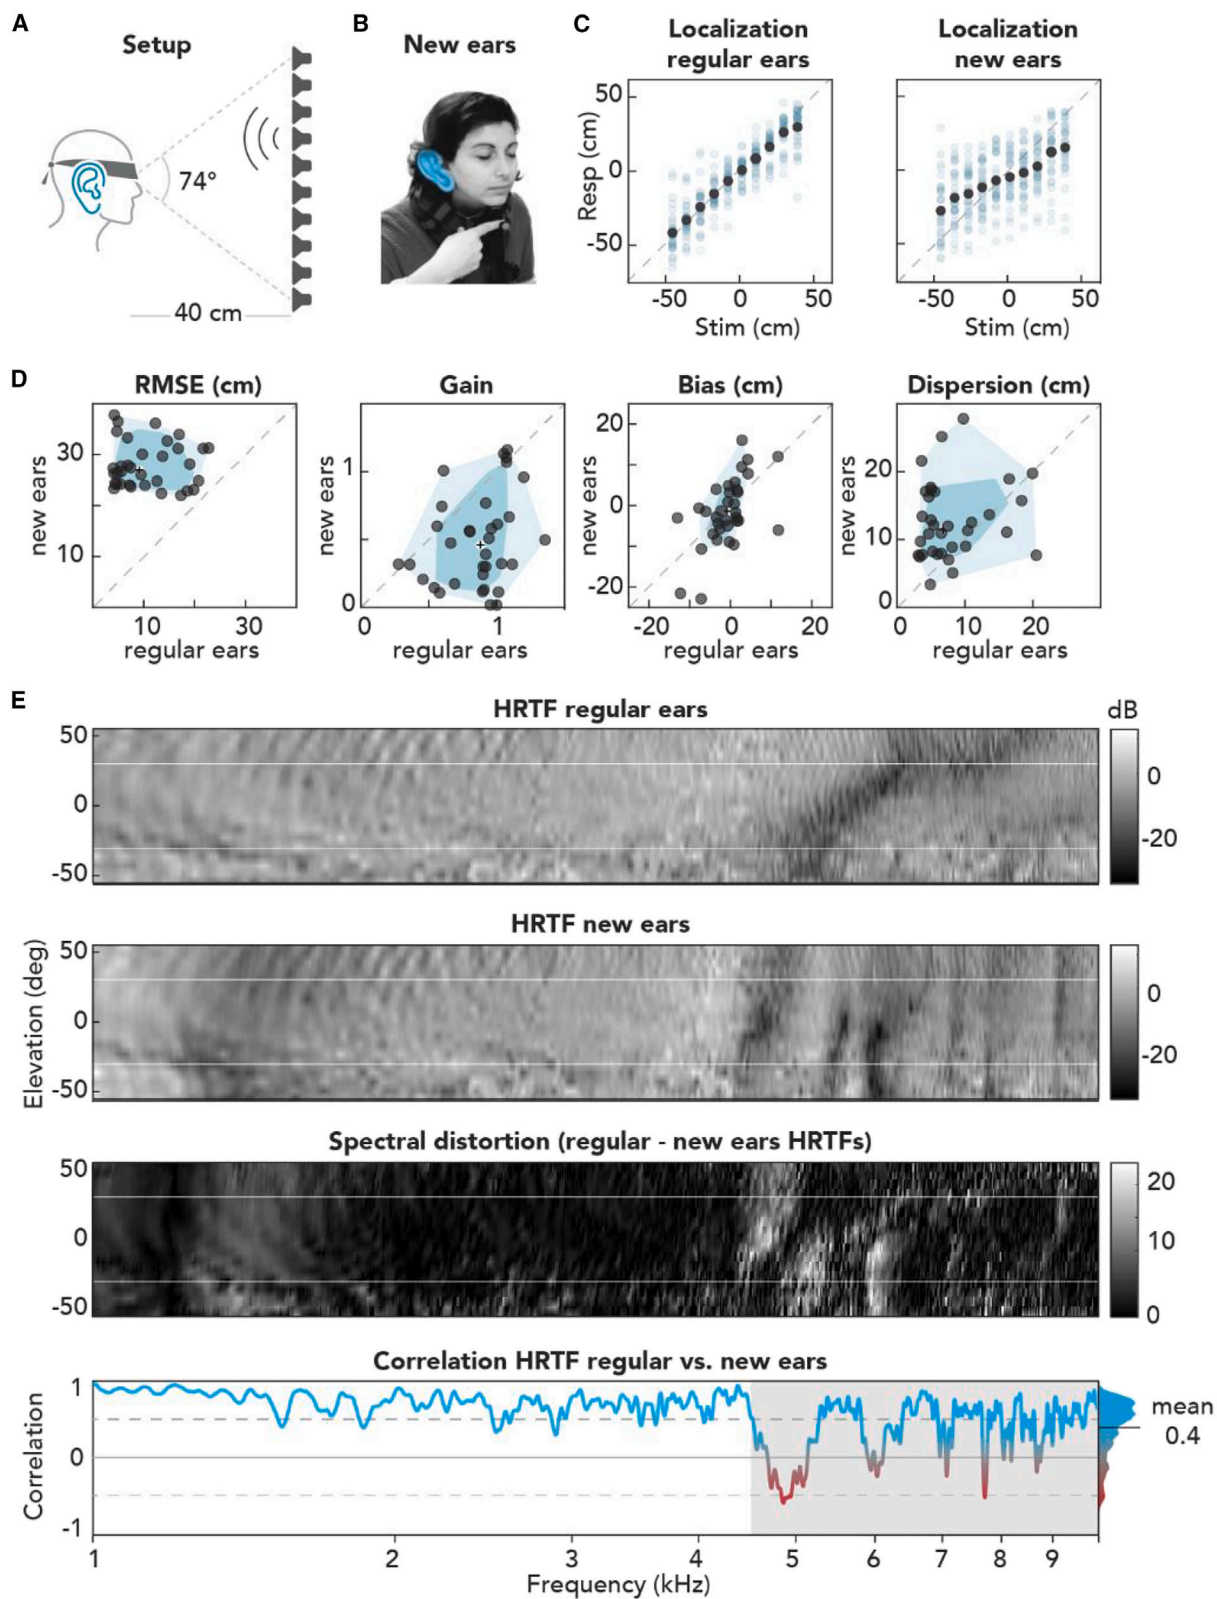 A
Setup
74°
40 cm
B
New ears
C
Localization
regular ears
Resp (cm)
50
0
-50
-50
0
50
Stim (cm)
Localization
new ears
-50
0
50
Stim (cm)
D
RMSE (cm)
new ears
30
10
10
30
regular ears
Gain
new ears
1
0
0
1
regular ears
Bias (cm)
new ears
20
0
-20
-20
0
20
regular ears
Dispersion (cm)
new ears
20
10
0
0
10
20
regular ears
E
HRTF regular ears
dB
50
0
-50
0
-20
HRTF new ears
Elevation (deg)
50
0
-50
0
-20
Spectral distortion (regular - new ears HRTFs)
50
0
-50
20
10
0
Correlation HRTF regular vs. new ears
Correlation
1
0
-1
mean
0.4
1
2
3
4
5
6
7
8
9
Frequency (kHz)